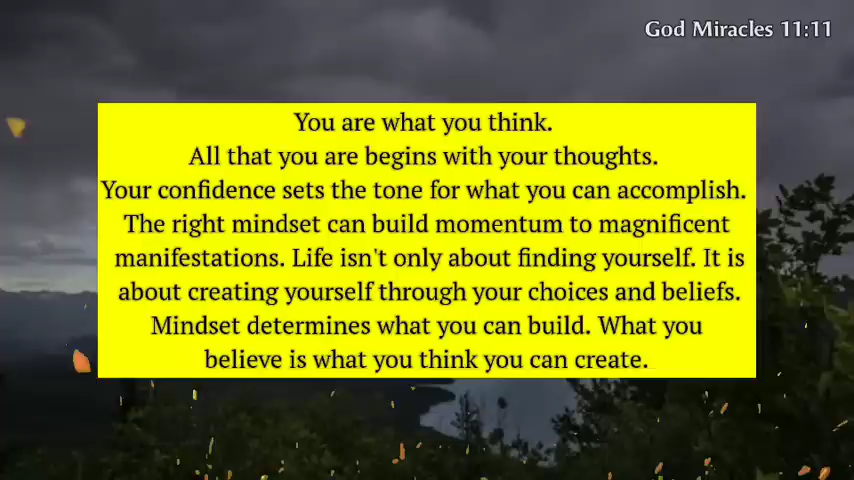 God Miracles 11:11
You are what you think.
All that you are begins with your thoughts.
Your confidence sets the tone for what you can accomplish.
The right mindset can build momentum to magnificent
manifestations. Life isn't only about finding yourself. It is
about creating yourself through your choices and beliefs.
Mindset determines what you can build. What you
believe is what you think you can create.